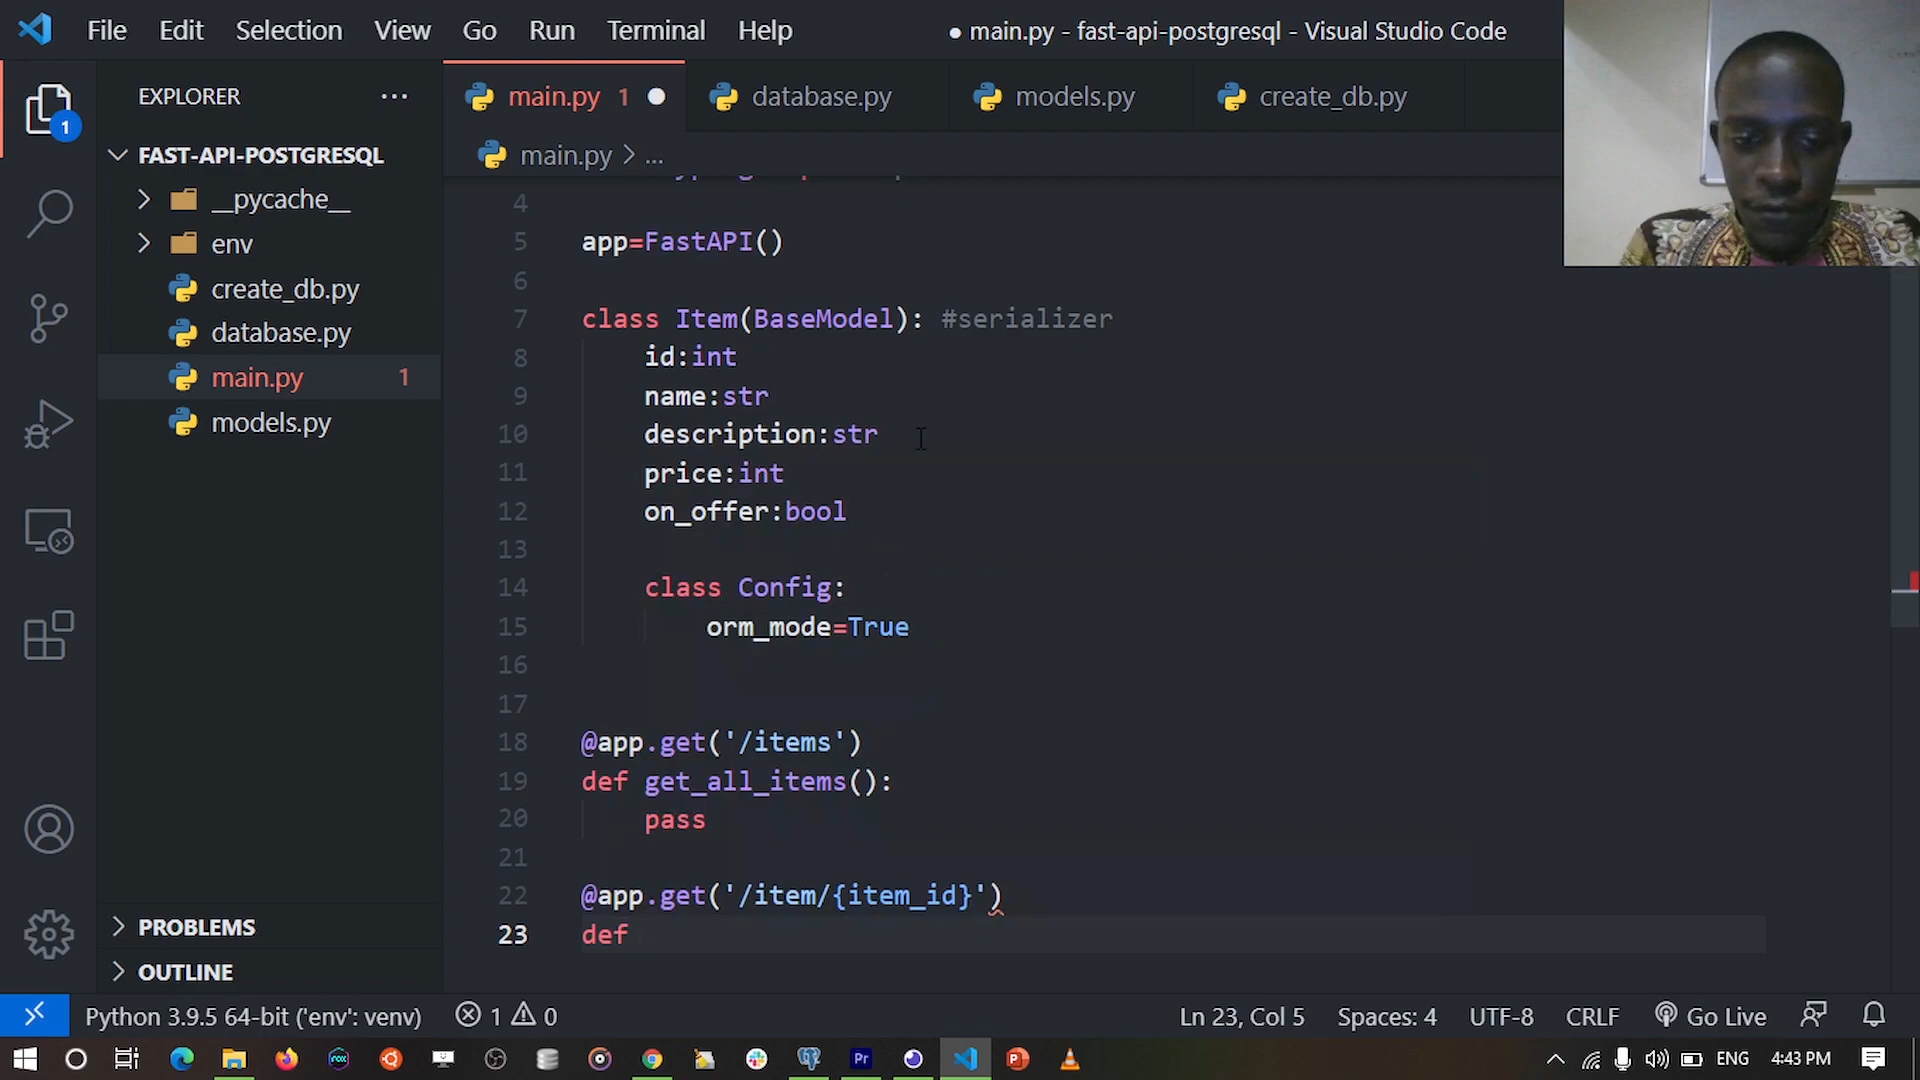 File Edit Selection View Go Run Terminal Help
● main.py - fast-api-postgresql - Visual Studio Code
EXPLORER ...
main.py 1 ● database.py models.py create_db.py
main.py > ...
1
FAST-API-POSTGRESQL
__pycache__
env
create_db.py
database.py
main.py 1
models.py
PROBLEMS
OUTLINE
4
5 app=FastAPI()
6
7 class Item(BaseModel): #serializer
8 id:int
9 name:str
10 description:str
11 price:int
12 on_offer:bool
13
14 class Config:
15 orm_mode=True
16
17
18 @app.get('/items')
19 def get_all_items():
20 pass
21
22 @app.get('/item/{item_id}')
23 def
Python 3.9.5 64-bit ('env': venv) 1 0 Ln 23, Col 5 Spaces: 4 UTF-8 CRLF Go Live
rox Pr ENG 4:43 PM